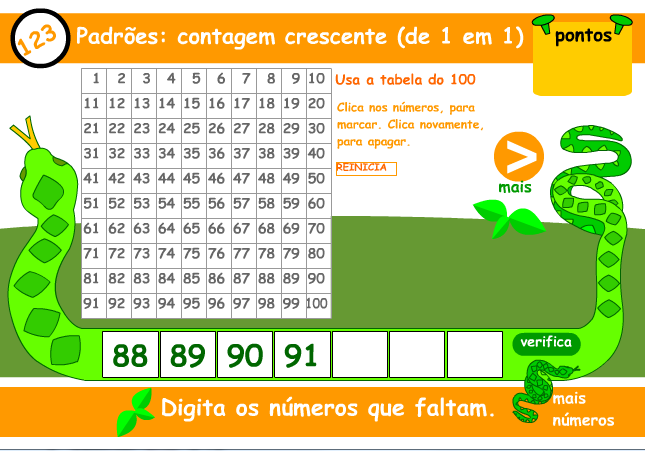 123
Padrões: contagem crescente (de 1 em 1)
pontos
1 2 3 4 5 6 7 8 9 10
11 12 13 14 15 16 17 18 19 20
21 22 23 24 25 26 27 28 29 30
31 32 33 34 35 36 37 38 39 40
41 42 43 44 45 46 47 48 49 50
51 52 53 54 55 56 57 58 59 60
61 62 63 64 65 66 67 68 69 70
71 72 73 74 75 76 77 78 79 80
81 82 83 84 85 86 87 88 89 90
91 92 93 94 95 96 97 98 99 100
Usa a tabela do 100
Clica nos números, para
marcar. Clica novamente,
para apagar.
REINICIA
>
mais
88 89 90 91
verifica
Digita os números que faltam.
mais
números